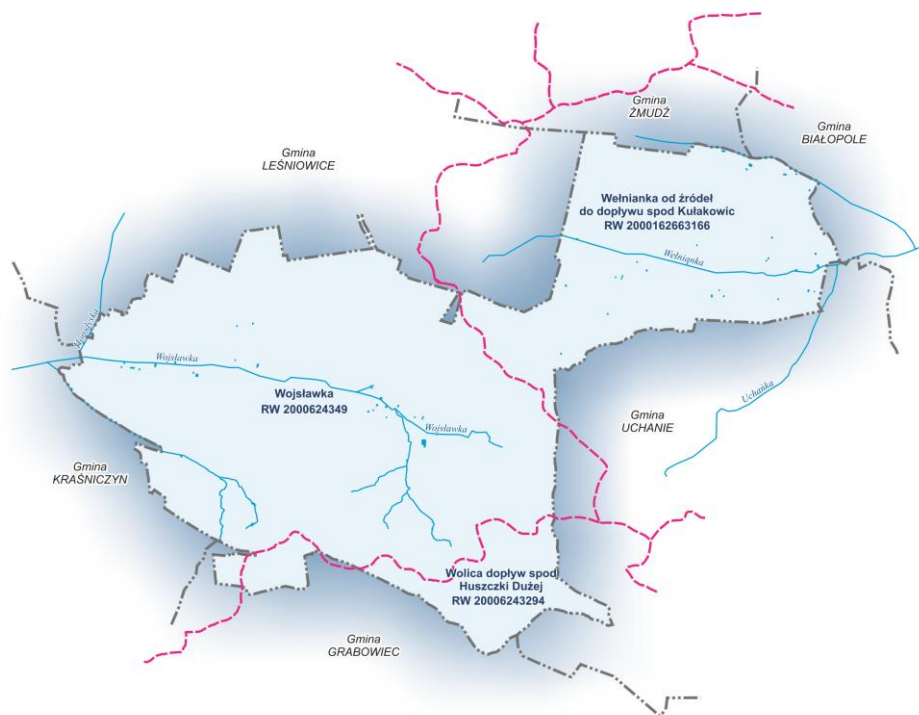 Gmina
ŻMUDŹ
Gmina
BIAŁOPOLE
Gmina
LEŚNIOWICE
Wełnianka od źródeł
do dopływu spod Kułakowic
RW 2000162663166
Wełnianka
Wojsławka
Wojsławka
RW 2000624349
Wojsławka
Uchańka
Gmina
UCHANIE
Gmina
KRAŚNICZYN
Wolica dopływ spod
Huszczki Dużej
RW 20006243294
Gmina
GRABOWIEC